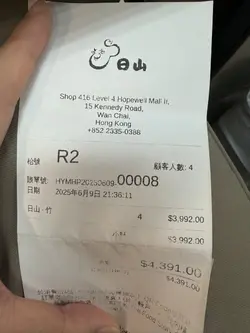 日山
Shop 416 Level 4 Hopewell Mall II,
15 Kennedy Road,
Wan Chai,
Hong Kong
+852 2335-0388
枱號 R2 顧客人數: 4
賬單號: HYMHP20250609-00008
日期 2025年6月9日 21:36:11
日山 - 竹 4 $3,992.00
小計 $3,992.00
$4,391.00
$4,391.00